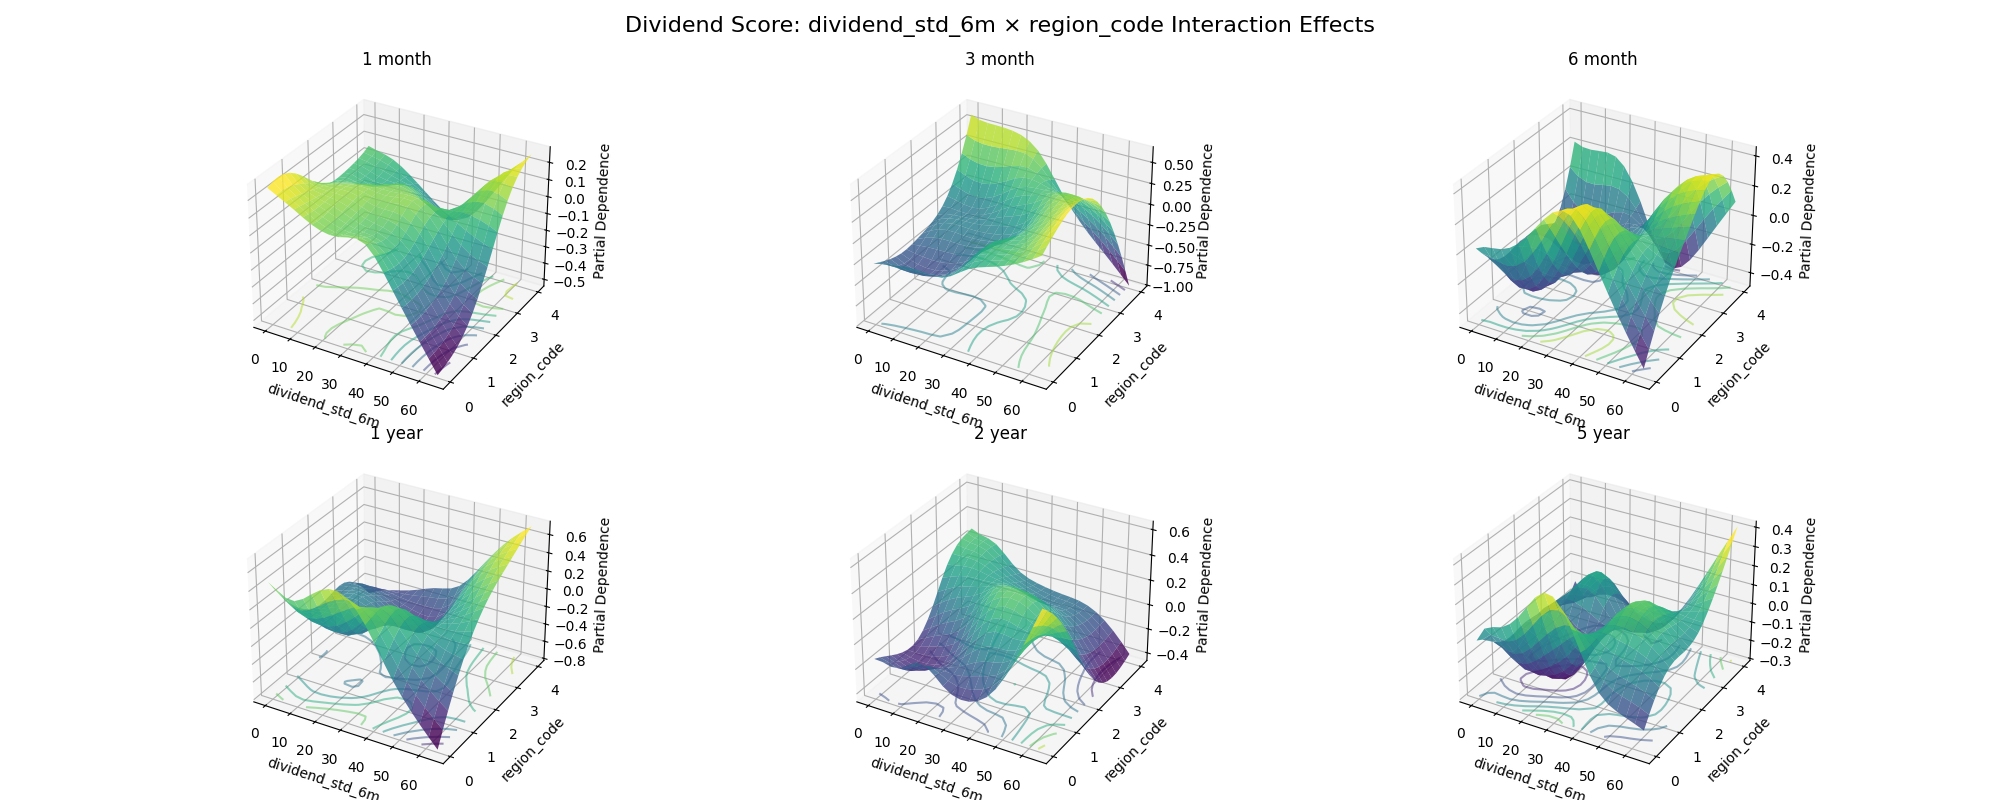 Dividend Score: dividend_std_6m × region_code Interaction Effects
1 month
0.2
0.1
0.0
−0.1
−0.2
−0.3
−0.4
−0.5
Partial Dependence
0 10 20 30 40 50 60
dividend_std_6m
0 1 2 3 4
region_code
3 month
0.50
0.25
0.00
−0.25
−0.50
−0.75
−1.00
Partial Dependence
0 10 20 30 40 50 60
dividend_std_6m
0 1 2 3 4
region_code
6 month
0.4
0.2
0.0
−0.2
−0.4
Partial Dependence
0 10 20 30 40 50 60
dividend_std_6m
0 1 2 3 4
region_code
1 year
0.6
0.4
0.2
0.0
−0.2
−0.4
−0.6
−0.8
Partial Dependence
0 10 20 30 40 50 60
dividend_std_6m
0 1 2 3 4
region_code
2 year
0.6
0.4
0.2
0.0
−0.2
−0.4
Partial Dependence
0 10 20 30 40 50 60
dividend_std_6m
0 1 2 3 4
region_code
5 year
0.4
0.3
0.2
0.1
0.0
−0.1
−0.2
−0.3
Partial Dependence
0 10 20 30 40 50 60
dividend_std_6m
0 1 2 3 4
region_code